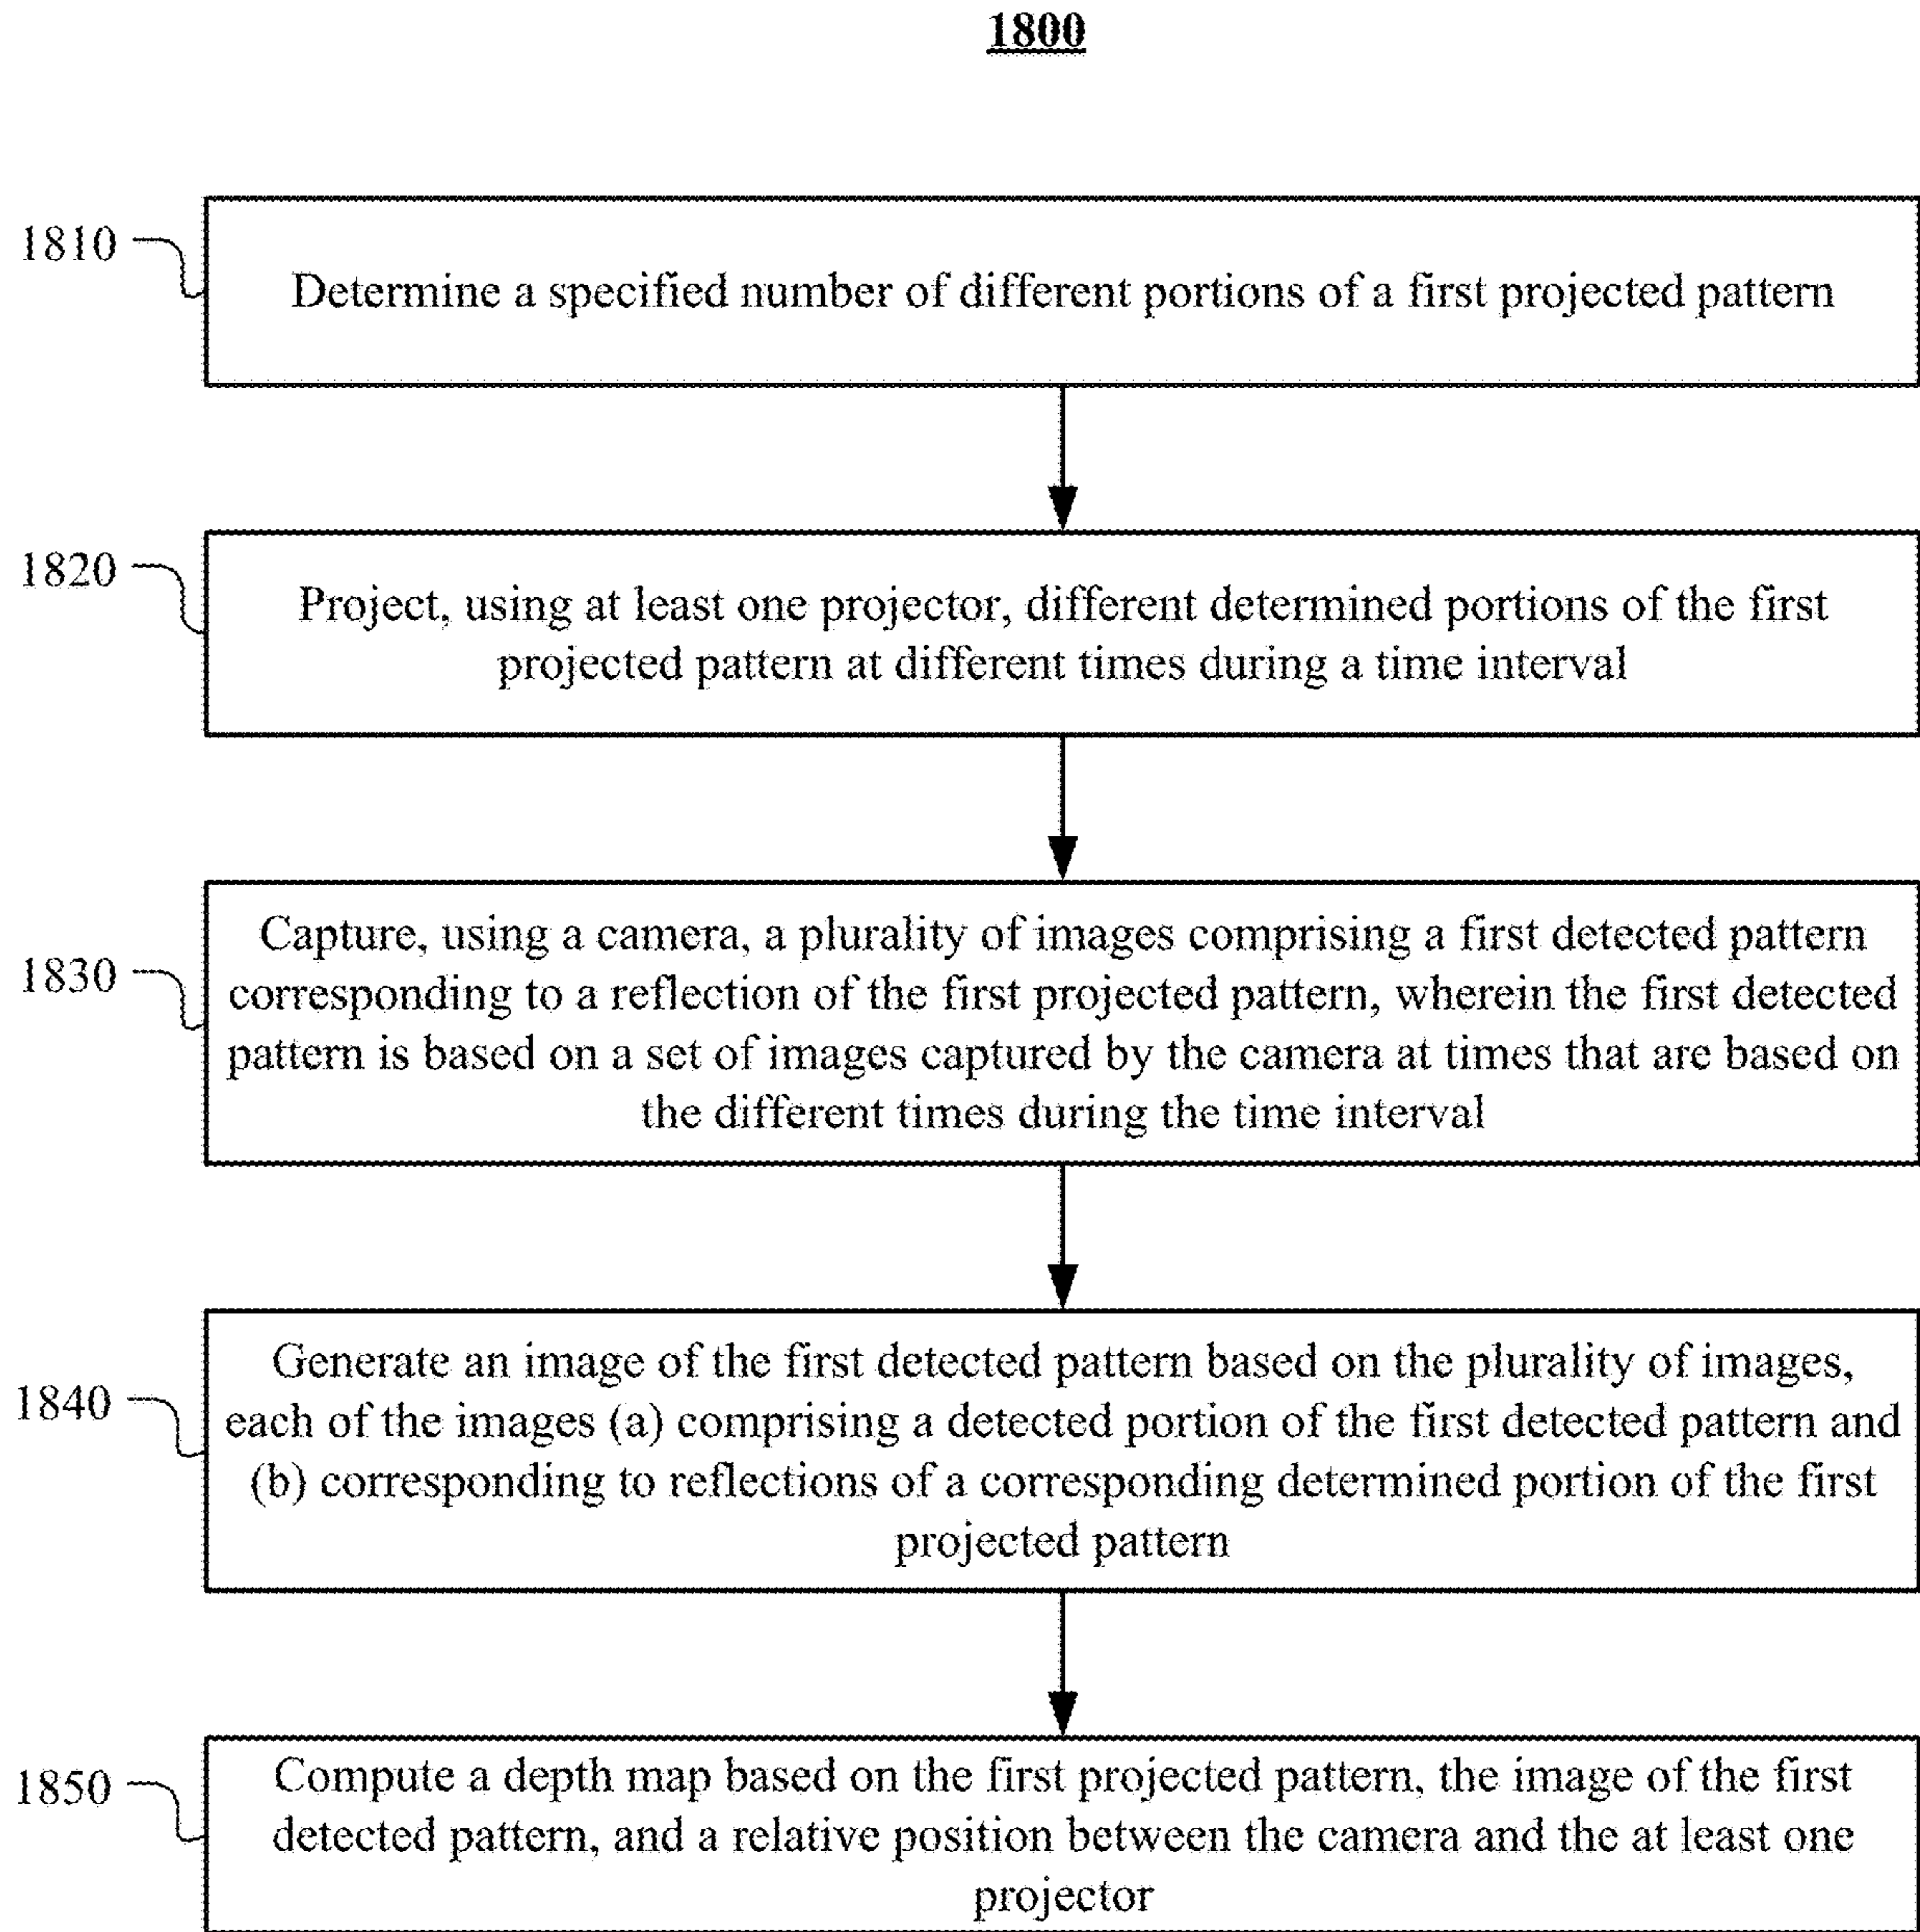 1800
1810
Determine a specified number of different portions of a first projected pattern
1820
Project, using at least one projector, different determined portions of the first
projected pattern at different times during a time interval
1830
Capture, using a camera, a plurality of images comprising a first detected pattern
corresponding to a reflection of the first projected pattern, wherein the first detected
pattern is based on a set of images captured by the camera at times that are based on
the different times during the time interval
1840
Generate an image of the first detected pattern based on the plurality of images,
each of the images (a) comprising a detected portion of the first detected pattern and
(b) corresponding to reflections of a corresponding determined portion of the first
projected pattern
1850
Compute a depth map based on the first projected pattern, the image of the first
detected pattern, and a relative position between the camera and the at least one
projector